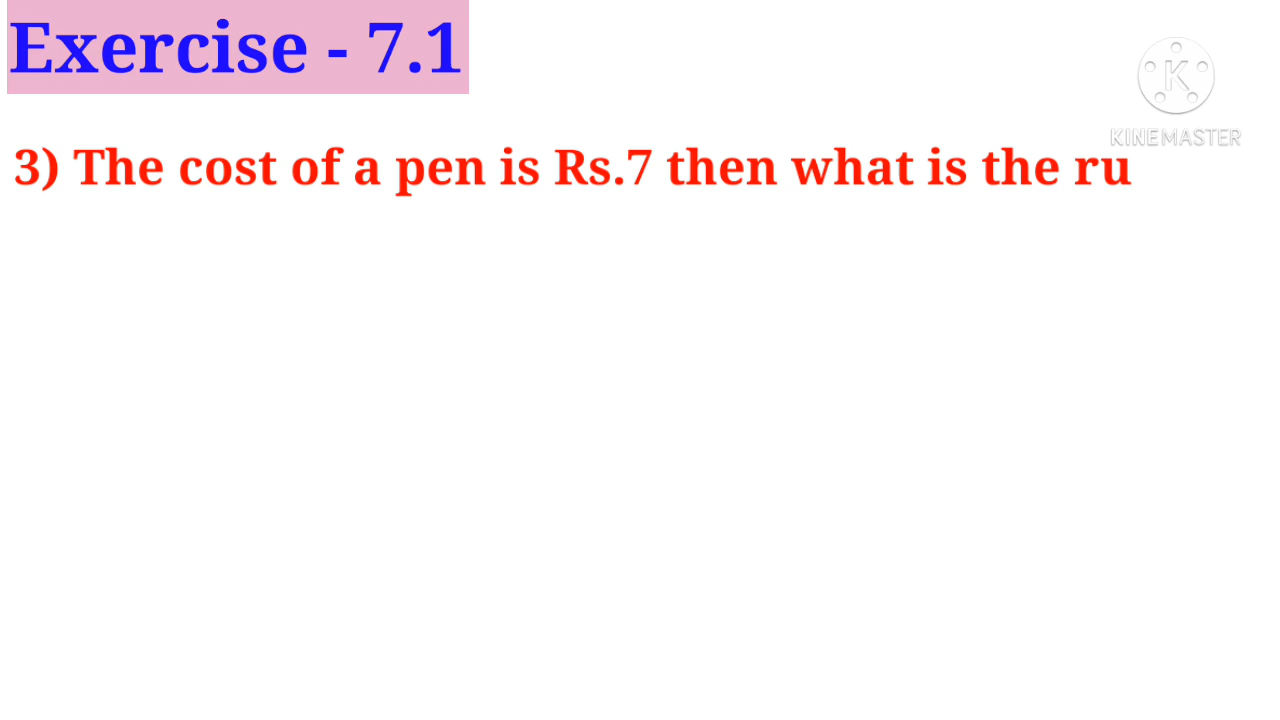 Exercise - 7.1
K
KINEMASTER
3) The cost of a pen is Rs.7 then what is the ru